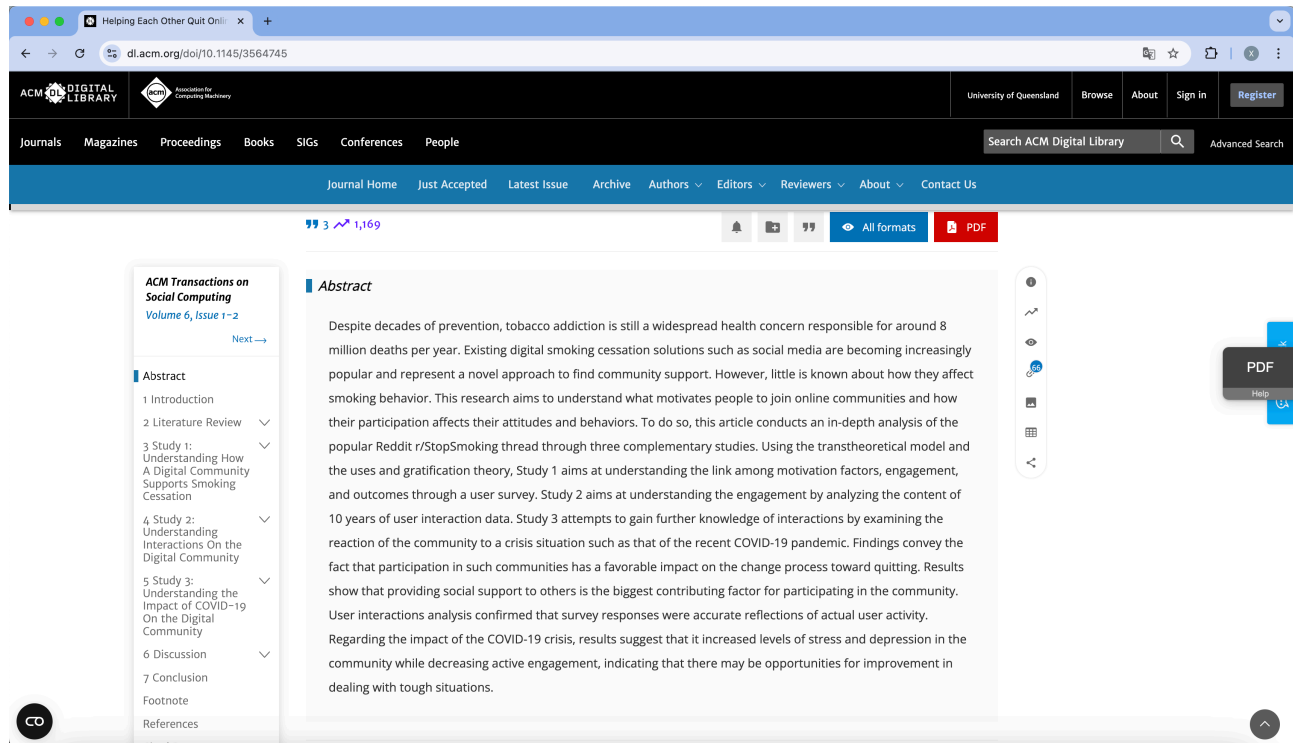 Helping Each Other Quit Onlin
dl.acm.org/doi/10.1145/3564745
X
ACM DL DIGITAL LIBRARY
acm Association for Computing Machinery
University of Queensland
Browse
About
Sign in
Register
Journals Magazines Proceedings Books SIGs Conferences People
Search ACM Digital Library
Advanced Search
Journal Home Just Accepted Latest Issue Archive Authors Editors Reviewers About Contact Us
3 1,169
All formats
PDF
ACM Transactions on
Social Computing
Volume 6, Issue 1-2
Next →
Abstract
1 Introduction
2 Literature Review
3 Study 1:
Understanding How
A Digital Community
Supports Smoking
Cessation
4 Study 2:
Understanding
Interactions On the
Digital Community
5 Study 3:
Understanding the
Impact of COVID-19
On the Digital
Community
6 Discussion
7 Conclusion
Footnote
References
Abstract
Despite decades of prevention, tobacco addiction is still a widespread health concern responsible for around 8
million deaths per year. Existing digital smoking cessation solutions such as social media are becoming increasingly
popular and represent a novel approach to find community support. However, little is known about how they affect
smoking behavior. This research aims to understand what motivates people to join online communities and how
their participation affects their attitudes and behaviors. To do so, this article conducts an in-depth analysis of the
popular Reddit r/StopSmoking thread through three complementary studies. Using the transtheoretical model and
the uses and gratification theory, Study 1 aims at understanding the link among motivation factors, engagement,
and outcomes through a user survey. Study 2 aims at understanding the engagement by analyzing the content of
10 years of user interaction data. Study 3 attempts to gain further knowledge of interactions by examining the
reaction of the community to a crisis situation such as that of the recent COVID-19 pandemic. Findings convey the
fact that participation in such communities has a favorable impact on the change process toward quitting. Results
show that providing social support to others is the biggest contributing factor for participating in the community.
User interactions analysis confirmed that survey responses were accurate reflections of actual user activity.
Regarding the impact of the COVID-19 crisis, results suggest that it increased levels of stress and depression in the
community while decreasing active engagement, indicating that there may be opportunities for improvement in
dealing with tough situations.
66
PDF
Help